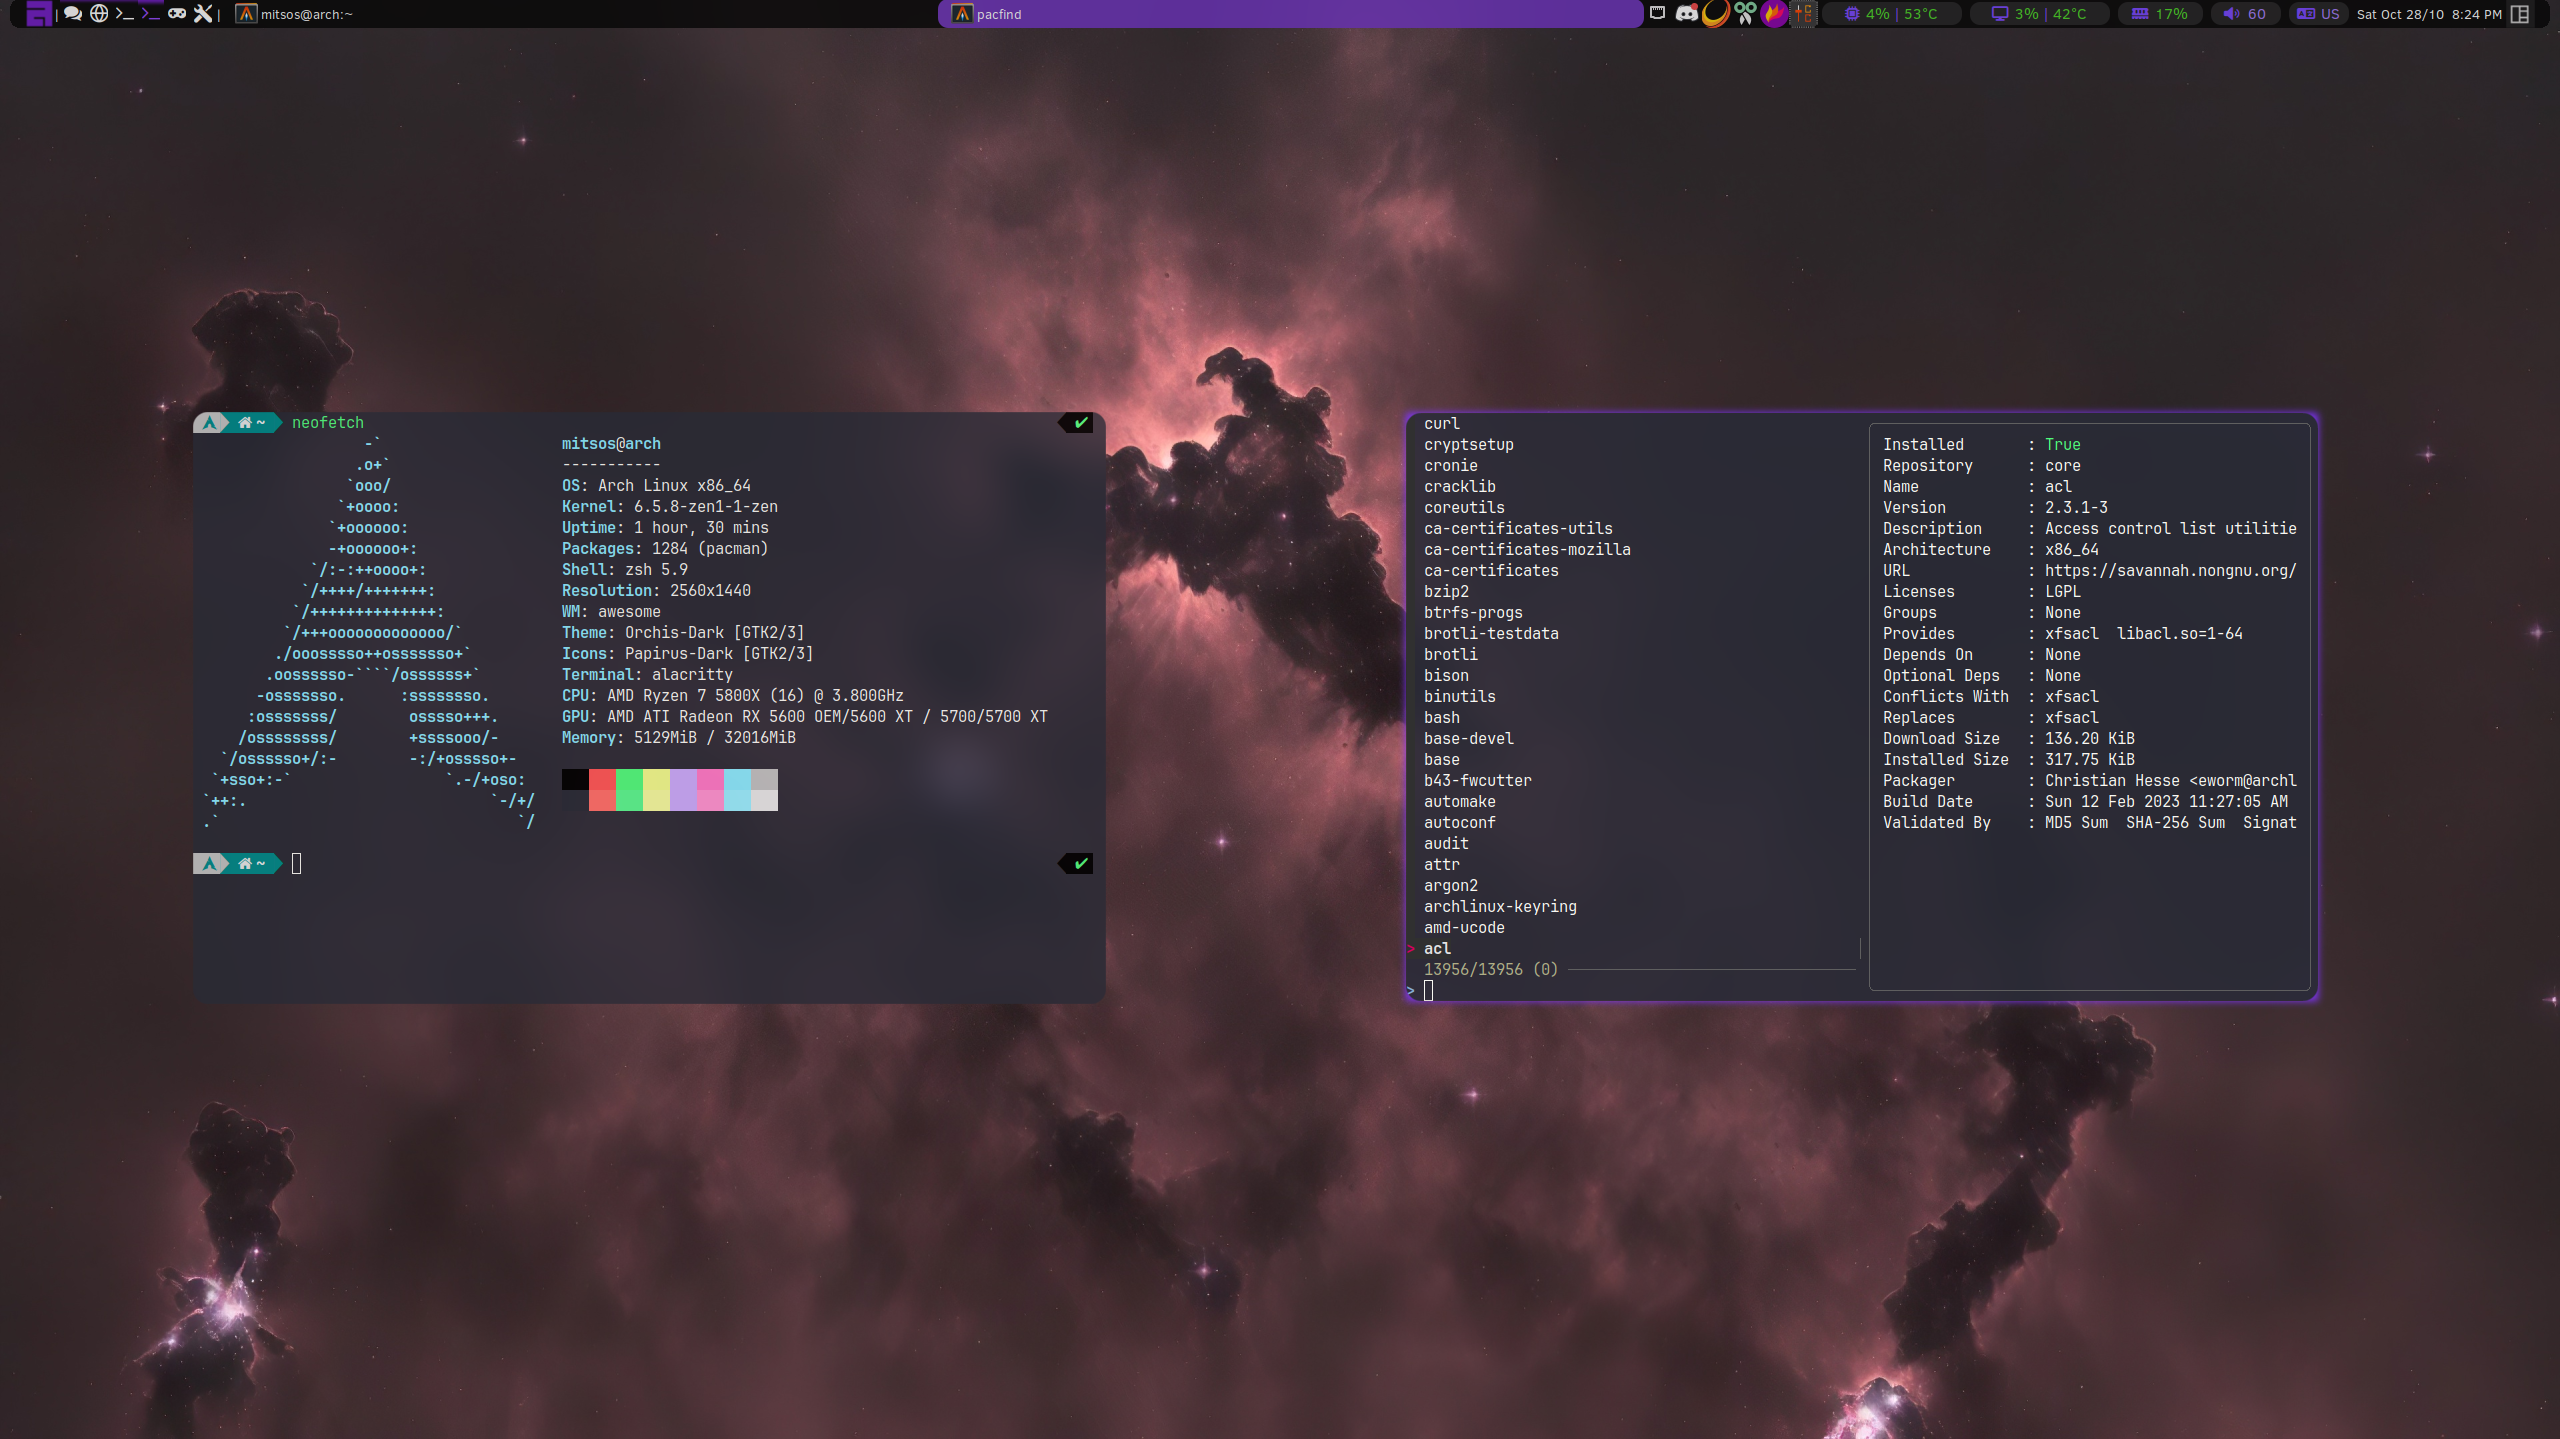 mitsos@arch:~
pacfind
4% | 53°C
3% | 42°C
17%
60
US
Sat Oct 28/10 8:24 PM
~ neofetch
mitsos@arch
-----------
OS: Arch Linux x86_64
Kernel: 6.5.8-zen1-1-zen
Uptime: 1 hour, 30 mins
Packages: 1284 (pacman)
Shell: zsh 5.9
Resolution: 2560x1440
WM: awesome
Theme: Orchis-Dark [GTK2/3]
Icons: Papirus-Dark [GTK2/3]
Terminal: alacritty
CPU: AMD Ryzen 7 5800X (16) @ 3.800GHz
GPU: AMD ATI Radeon RX 5600 OEM/5600 XT / 5700/5700 XT
Memory: 5129MiB / 32016MiB
-`
.o+`
`ooo/
`+oooo:
`+oooooo:
-+oooooo+:
`/:-:++oooo+:
`/++++/+++++++:
`/++++++++++++++:
`/+++ooooooooooooo/`
./ooosssso++osssssso+`
.oossssso-````/ossssss+`
-osssssso.      :ssssssso.
:osssssss/        osssso+++.
/ossssssss/        +ssssooo/-
`/ossssso+/:-        -:/+osssso+-
`+sso+:-`                 `.-/+oso:
`++:.                           `-/+/
.`                                 `/
~
curl
cryptsetup
cronie
cracklib
coreutils
ca-certificates-utils
ca-certificates-mozilla
ca-certificates
bzip2
btrfs-progs
brotli-testdata
brotli
bison
binutils
bash
base-devel
base
b43-fwcutter
automake
autoconf
audit
attr
argon2
archlinux-keyring
amd-ucode
> acl
13956/13956 (0)
>
Installed : True
Repository : core
Name : acl
Version : 2.3.1-3
Description : Access control list utilitie
Architecture : x86_64
URL : https://savannah.nongnu.org/
Licenses : LGPL
Groups : None
Provides : xfsacl  libacl.so=1-64
Depends On : None
Optional Deps : None
Conflicts With : xfsacl
Replaces : xfsacl
Download Size : 136.20 KiB
Installed Size : 317.75 KiB
Packager : Christian Hesse <eworm@archl
Build Date : Sun 12 Feb 2023 11:27:05 AM
Validated By : MD5 Sum  SHA-256 Sum  Signat